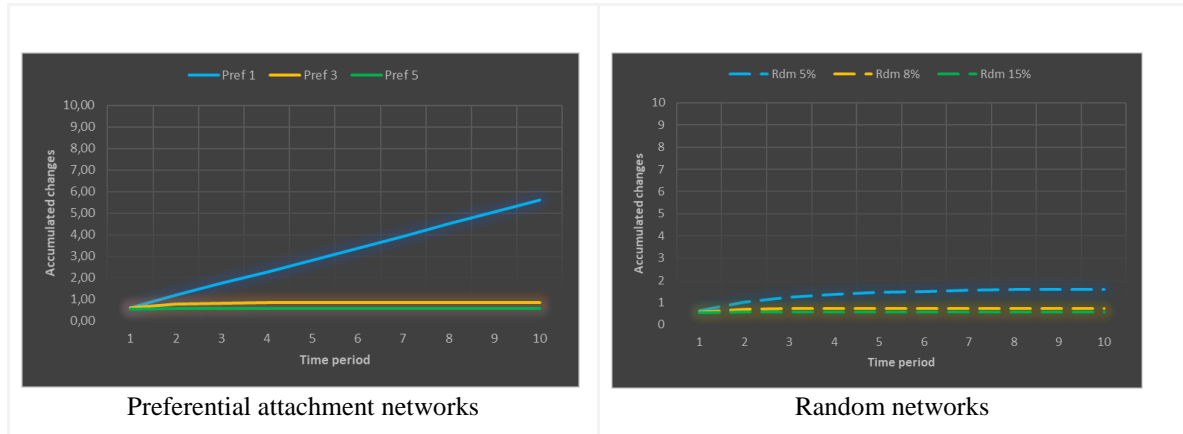 Pref 1 Pref 3 Pref 5
10,00
9,00
8,00
7,00
6,00
5,00
4,00
3,00
2,00
1,00
0,00
Accumulated changes
1 2 3 4 5 6 7 8 9 10
Time period
Preferential attachment networks
Rdm 5% Rdm 8% Rdm 15%
10
9
8
7
6
5
4
3
2
1
0
Accumulated changes
1 2 3 4 5 6 7 8 9 10
Time period
Random networks